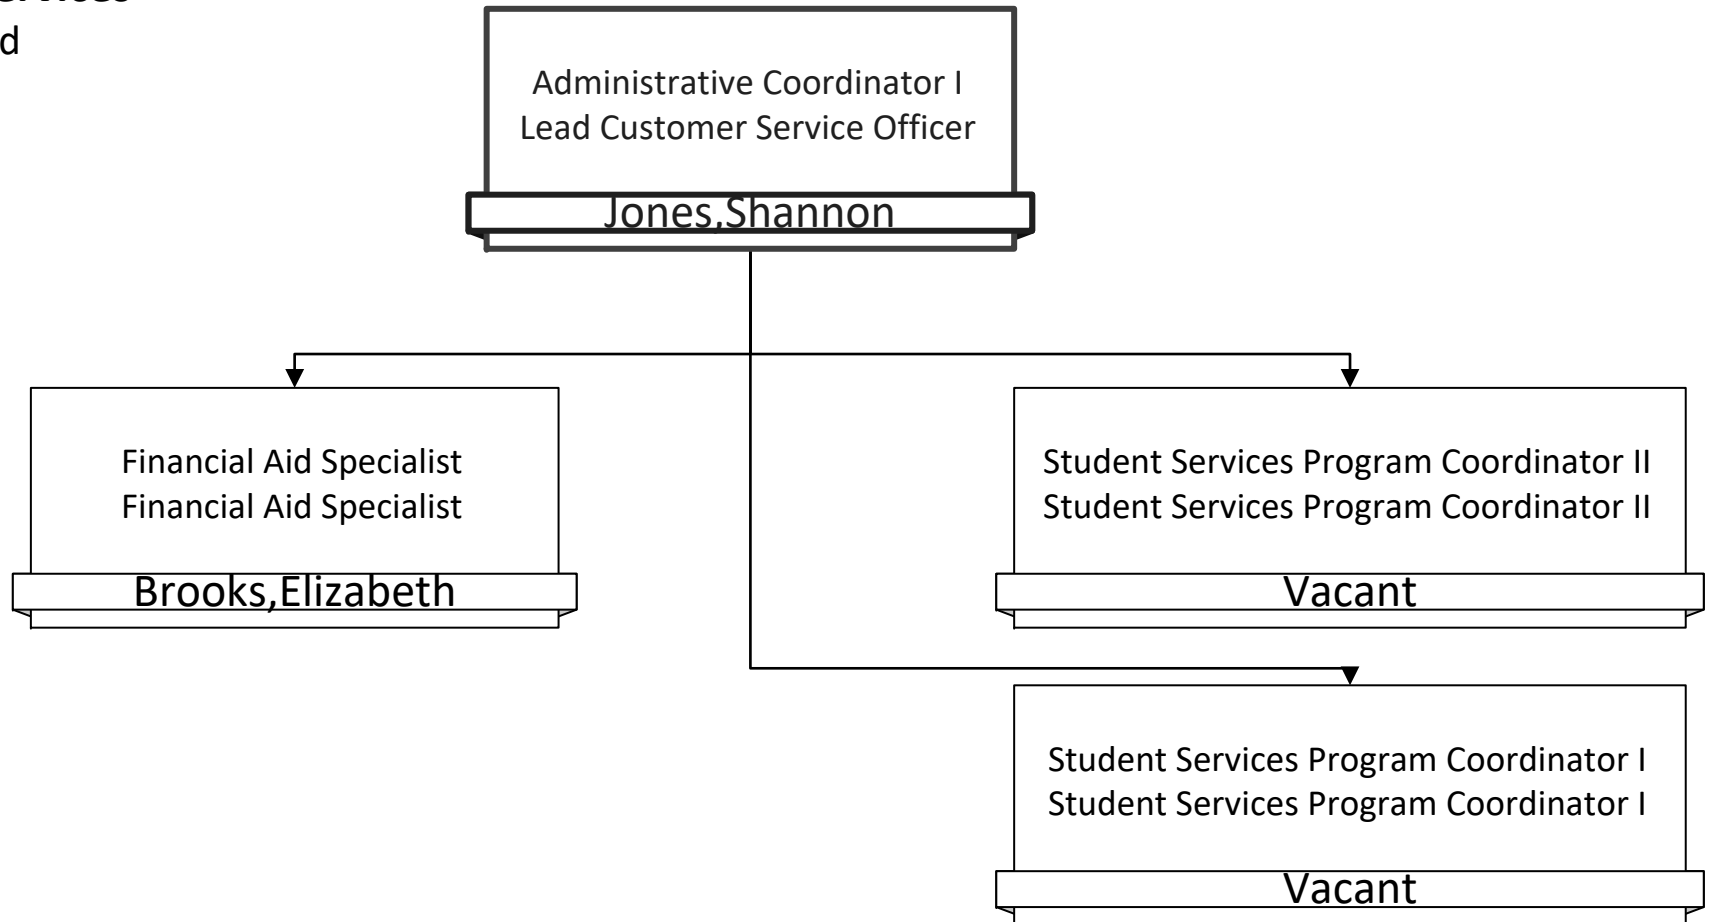 d
Administrative Coordinator I
Lead Customer Service Officer
Jones,Shannon
Financial Aid Specialist
Financial Aid Specialist
Brooks,Elizabeth
Student Services Program Coordinator II
Student Services Program Coordinator II
Vacant
Student Services Program Coordinator I
Student Services Program Coordinator I
Vacant